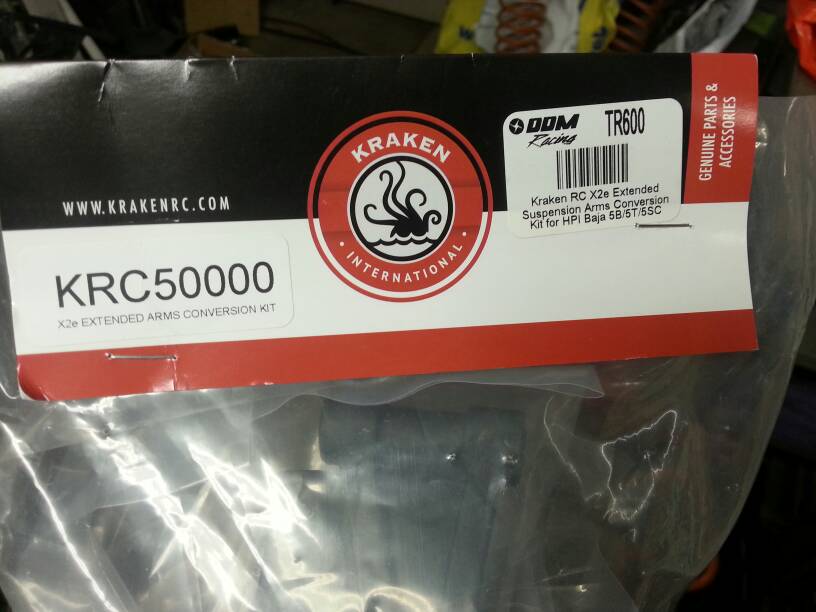 WWW.KRAKENRC.COM
KRC50000
X2e EXTENDED ARMS CONVERSION KIT
KRAKEN
• INTERNATIONAL •
DDM TR600
Racing
Kraken RC X2e Extended
Suspension Arms Conversion
Kit for HPI Baja 5B/5T/5SC
GENUINE PARTS &
ACCESSORIES